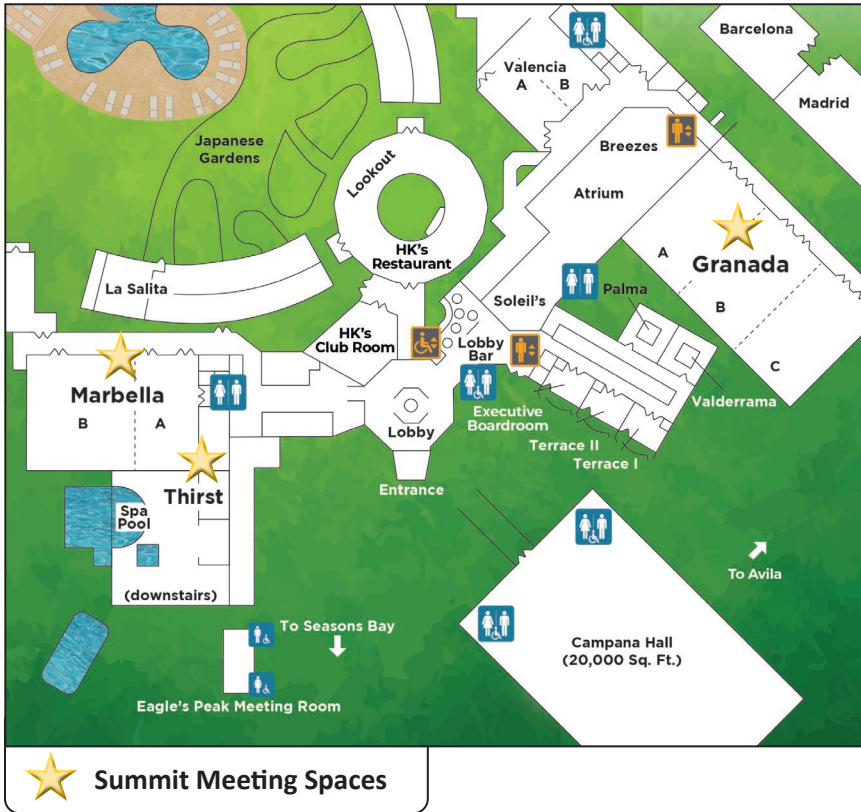 Barcelona
Valencia
A
B
Madrid
Breezes
Japanese
Gardens
Lookout
Atrium
A
Granada
HK's
Restaurant
La Salita
Palma
Soleil's
B
HK's
Club Room
Lobby
Bar
C
Marbella
Valderrama
B
A
Executive
Boardroom
Lobby
Terrace II
Terrace I
Entrance
Thirst
Spa
Pool
To Avila
(downstairs)
To Seasons Bay
Campana Hall
(20,000 Sq. Ft.)
Eagle's Peak Meeting Room
Summit Meeting Spaces